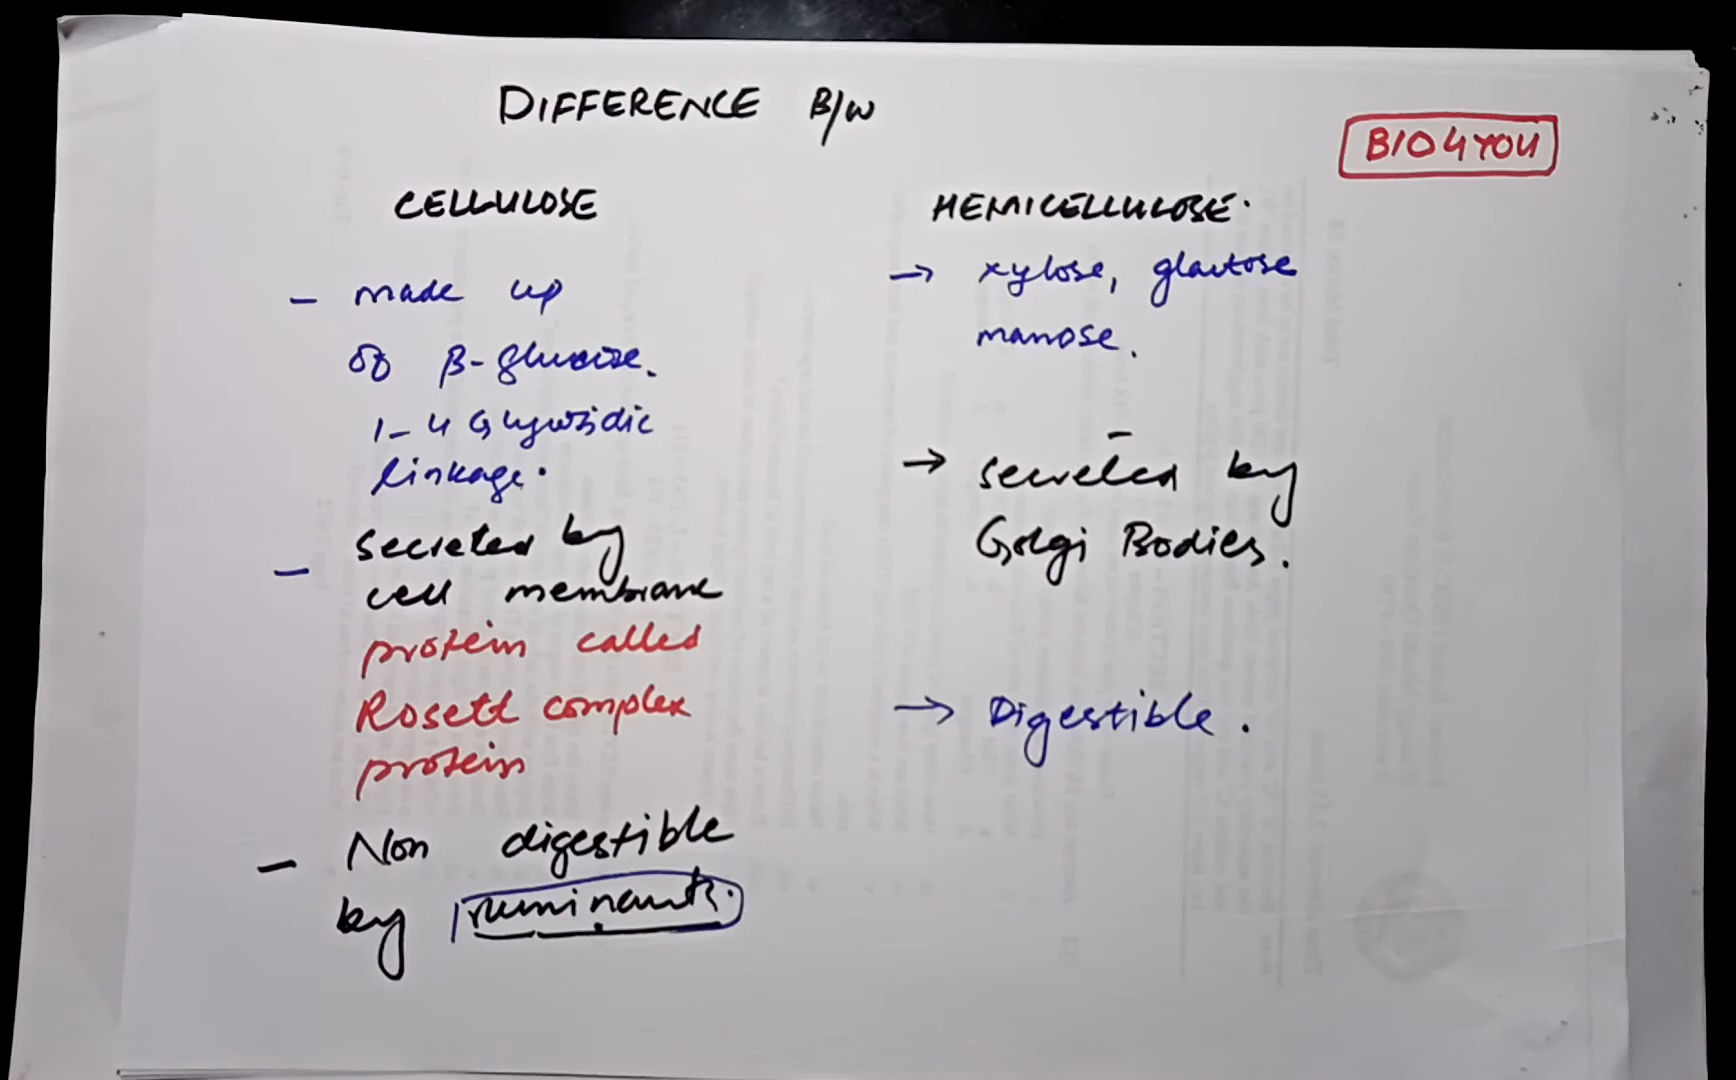 DIFFERENCE B/W
BIO4YOU
CELLULOSE
- made up
of β-glucose.
1-4 Glycosidic
linkage.
- secreted by
cell membrane
protein called
Rosett complex
protein
- Non digestible
by ruminants.
HEMICELLULOSE.
→ xylose, glactose
manose.
→ secreted by
Golgi Bodies.
→ Digestible.